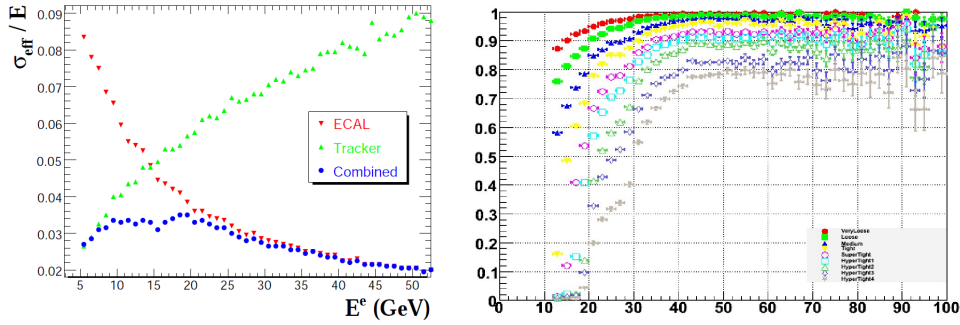 σeff / E
0.09
0.08
0.07
0.06
0.05
0.04
0.03
0.02
ECAL
Tracker
Combined
5 10 15 20 25 30 35 40 45 50
E^e (GeV)
1
0.9
0.8
0.7
0.6
0.5
0.4
0.3
0.2
0.1
0
VeryLoose
Loose
Medium
Tight
SuperTight
HyperTight1
HyperTight2
HyperTight3
HyperTight4
0 10 20 30 40 50 60 70 80 90 100